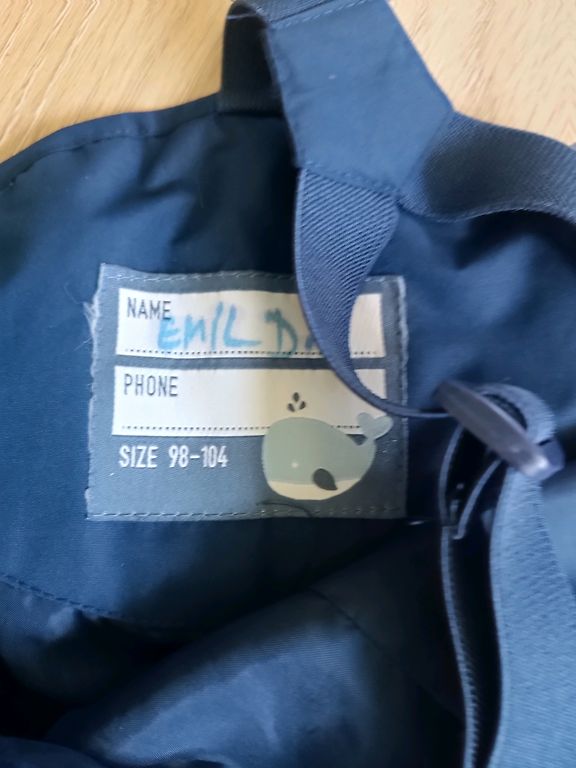 NAME EMIL D.
PHONE
SIZE 98-104